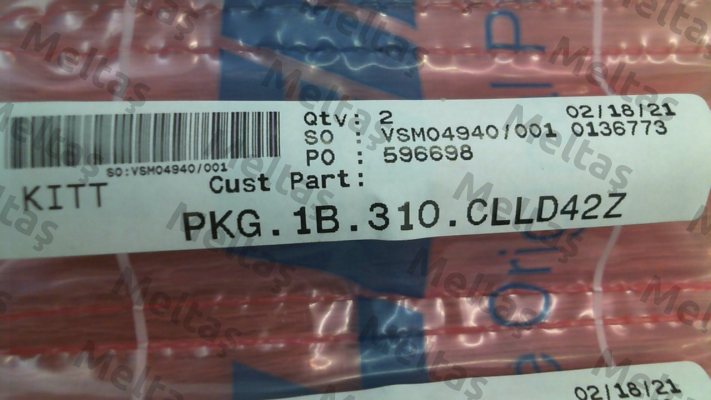 Qty: 2 02/18/21
SO : VSM04940/001 0136773
PO : 596698
SO:VSM04940/001
KITT Cust Part:
PKG.1B.310.CLLD42Z
Meltaş
02/18/21